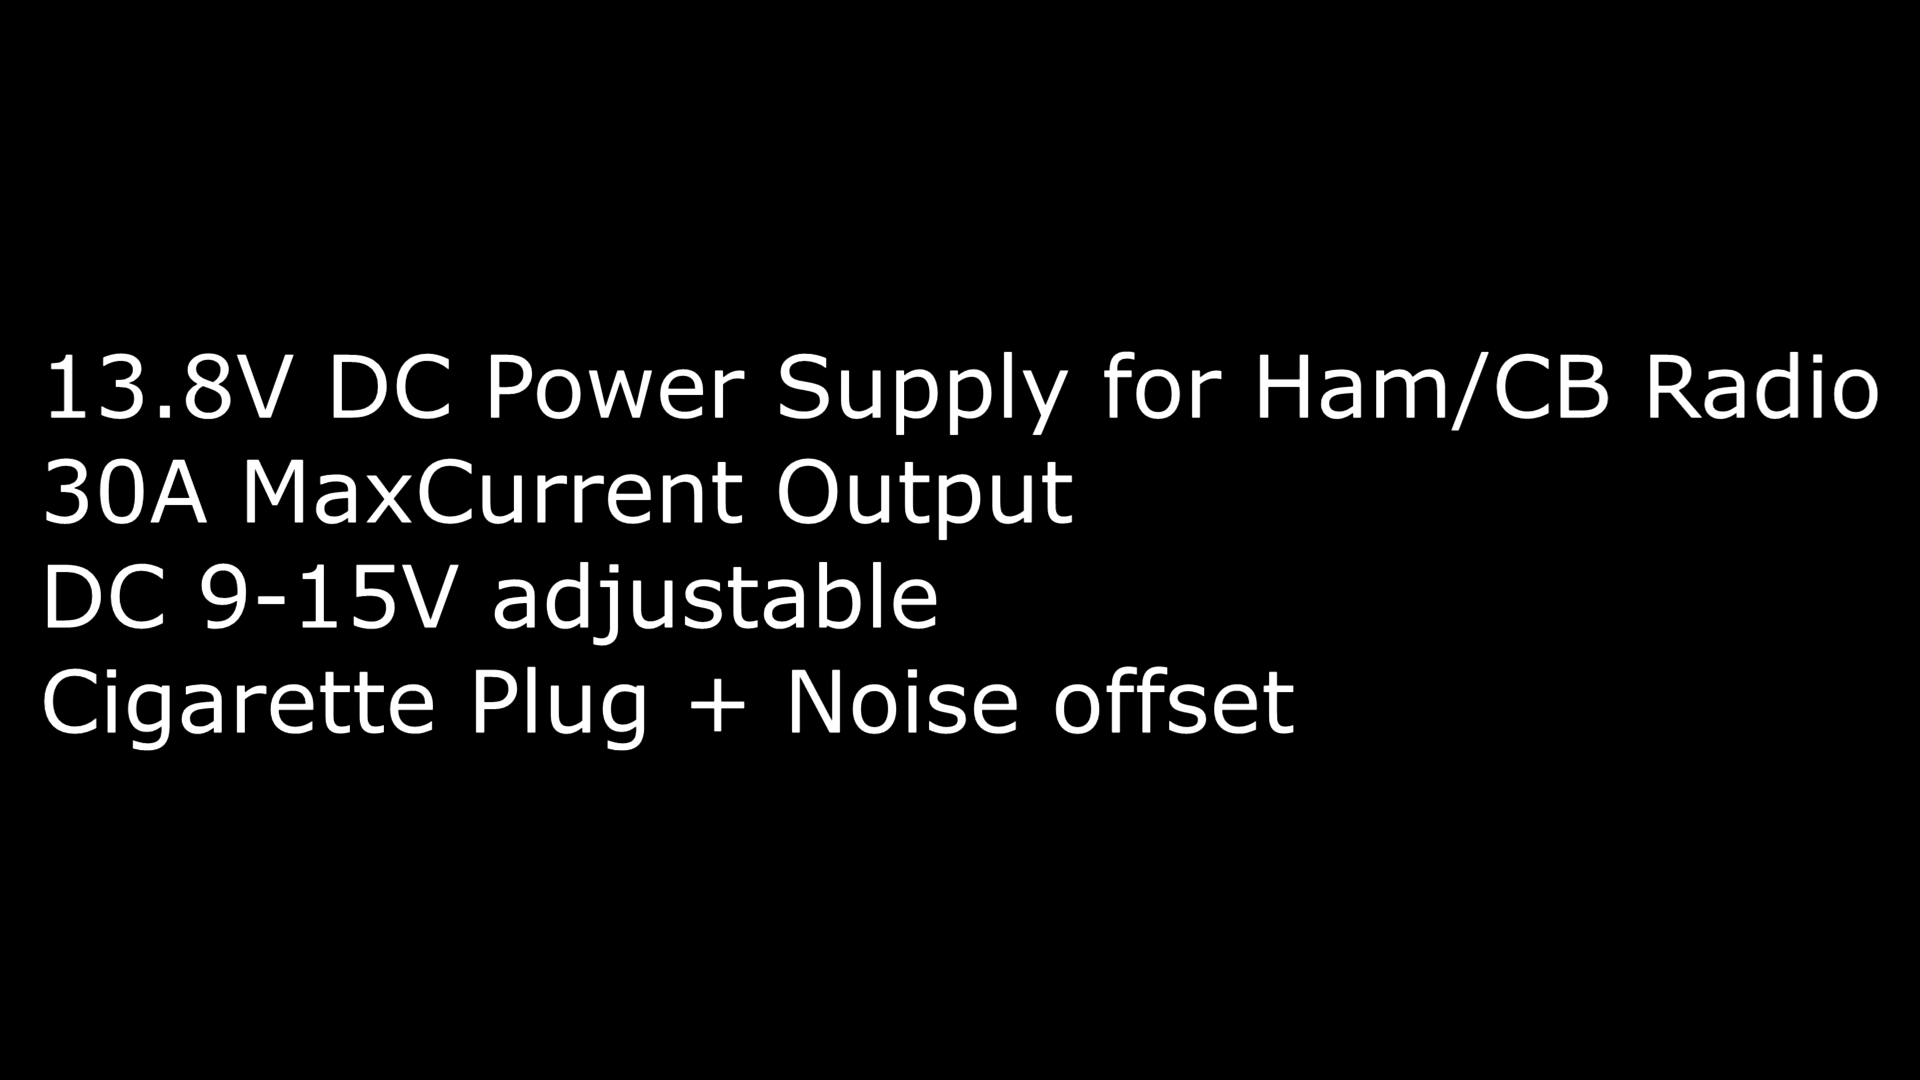 13.8V DC Power Supply for Ham/CB Radio
30A MaxCurrent Output
DC 9-15V adjustable
Cigarette Plug + Noise offset